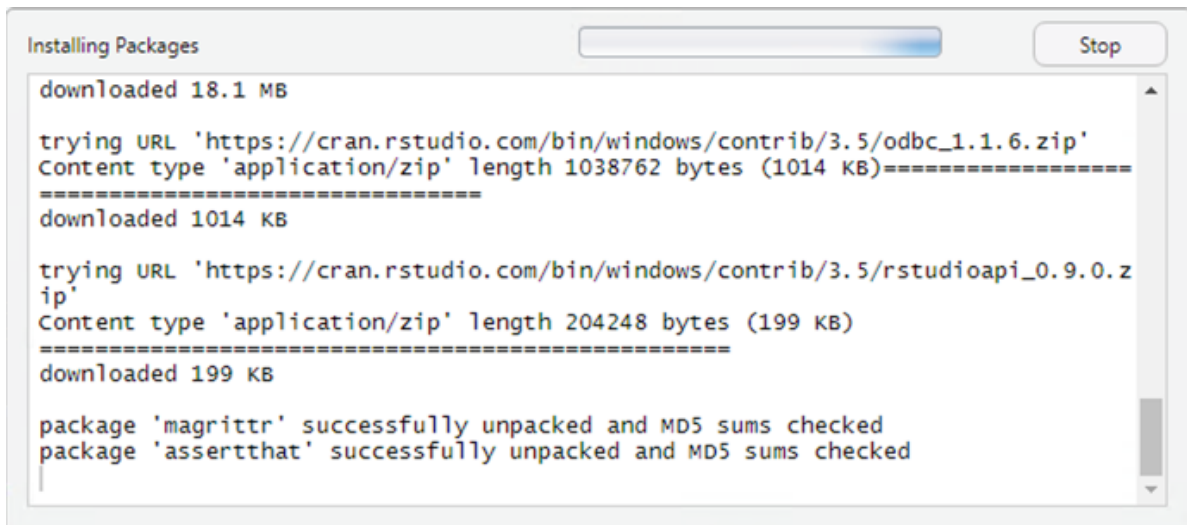 Installing Packages
Stop
downloaded 18.1 MB
trying URL 'https://cran.rstudio.com/bin/windows/contrib/3.5/odbc_1.1.6.zip'
Content type 'application/zip' length 1038762 bytes (1014 KB)==================
================================
downloaded 1014 KB
trying URL 'https://cran.rstudio.com/bin/windows/contrib/3.5/rstudioapi_0.9.0.z
ip'
Content type 'application/zip' length 204248 bytes (199 KB)
==================================================
downloaded 199 KB
package 'magrittr' successfully unpacked and MD5 sums checked
package 'assertthat' successfully unpacked and MD5 sums checked